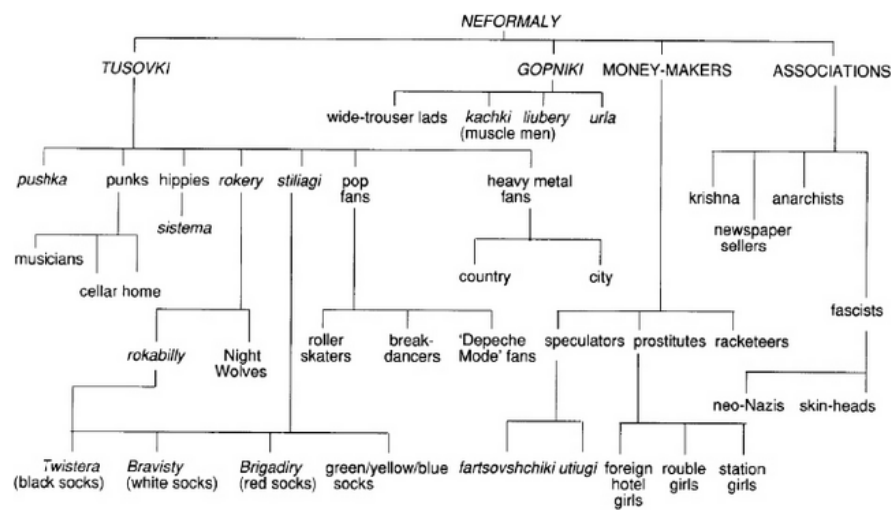 NEFORMALY
TUSOVKI GOPNIKI MONEY-MAKERS ASSOCIATIONS
wide-trouser lads kachki liubery urla
(muscle men)
pushka punks hippies rokery stiliagi pop heavy metal
fans fans
krishna anarchists
sistema
newspaper
sellers
musicians
cellar home
country city
fascists
rokabilly Night roller break- 'Depeche speculators prostitutes racketeers
Wolves skaters dancers Mode' fans
neo-Nazis skin-heads
Twistera Bravisty Brigadiry green/yellow/blue fartsovshchiki utiugi foreign rouble station
(black socks) (white socks) (red socks) socks hotel girls girls
girls